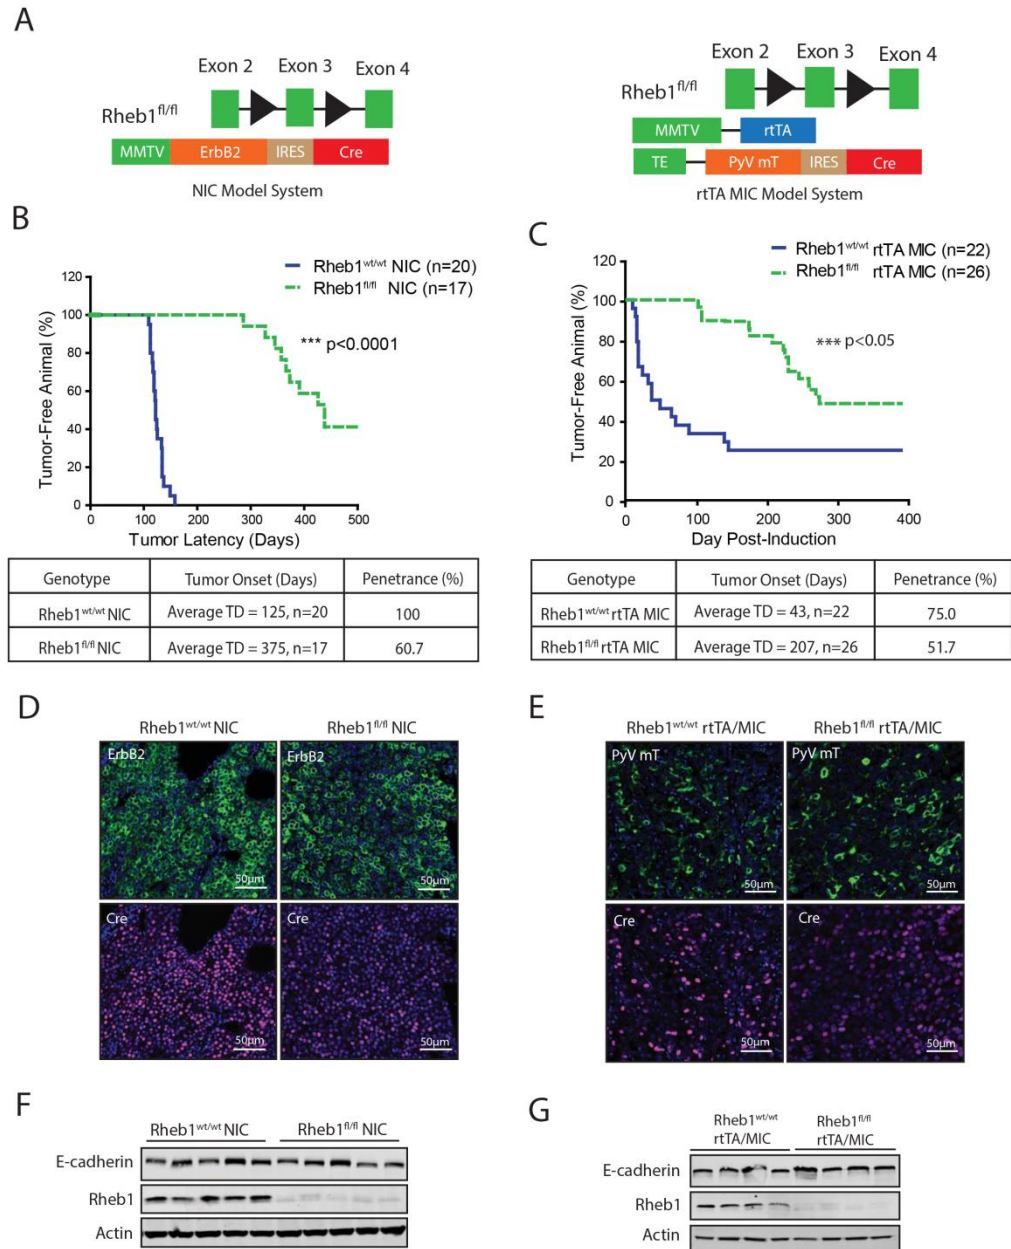 A
Exon 2 Exon 3 Exon 4
Rheb1fl/fl
MMTV ErbB2 IRES Cre
NIC Model System
Exon 2 Exon 3 Exon 4
Rheb1fl/fl
MMTV rtTA
TE PyV mT IRES Cre
rtTA MIC Model System
B
Rheb1wt/wt NIC (n=20)
Rheb1fl/fl NIC (n=17)
*** p<0.0001
Tumor-Free Animal (%)
120
100
80
60
40
20
0
0 100 200 300 400 500
Tumor Latency (Days)
Genotype Tumor Onset (Days) Penetrance (%)
Rheb1wt/wt NIC Average TD = 125, n=20 100
Rheb1fl/fl NIC Average TD = 375, n=17 60.7
C
Rheb1wt/wt rtTA MIC (n=22)
Rheb1fl/fl rtTA MIC (n=26)
*** p<0.05
Tumor-Free Animal (%)
120
100
80
60
40
20
0
0 100 200 300 400
Day Post-Induction
Genotype Tumor Onset (Days) Penetrance (%)
Rheb1wt/wt rtTA MIC Average TD = 43, n=22 75.0
Rheb1fl/fl rtTA MIC Average TD = 207, n=26 51.7
D
Rheb1wt/wt NIC Rheb1fl/fl NIC
ErbB2 ErbB2
50µm 50µm
Cre Cre
50µm 50µm
E
Rheb1wt/wt rtTA/MIC Rheb1fl/fl rtTA/MIC
PyV mT PyV mT
50µm 50µm
Cre Cre
50µm 50µm
F
Rheb1wt/wt NIC Rheb1fl/fl NIC
E-cadherin
Rheb1
Actin
G
Rheb1wt/wt Rheb1fl/fl
rtTA/MIC rtTA/MIC
E-cadherin
Rheb1
Actin